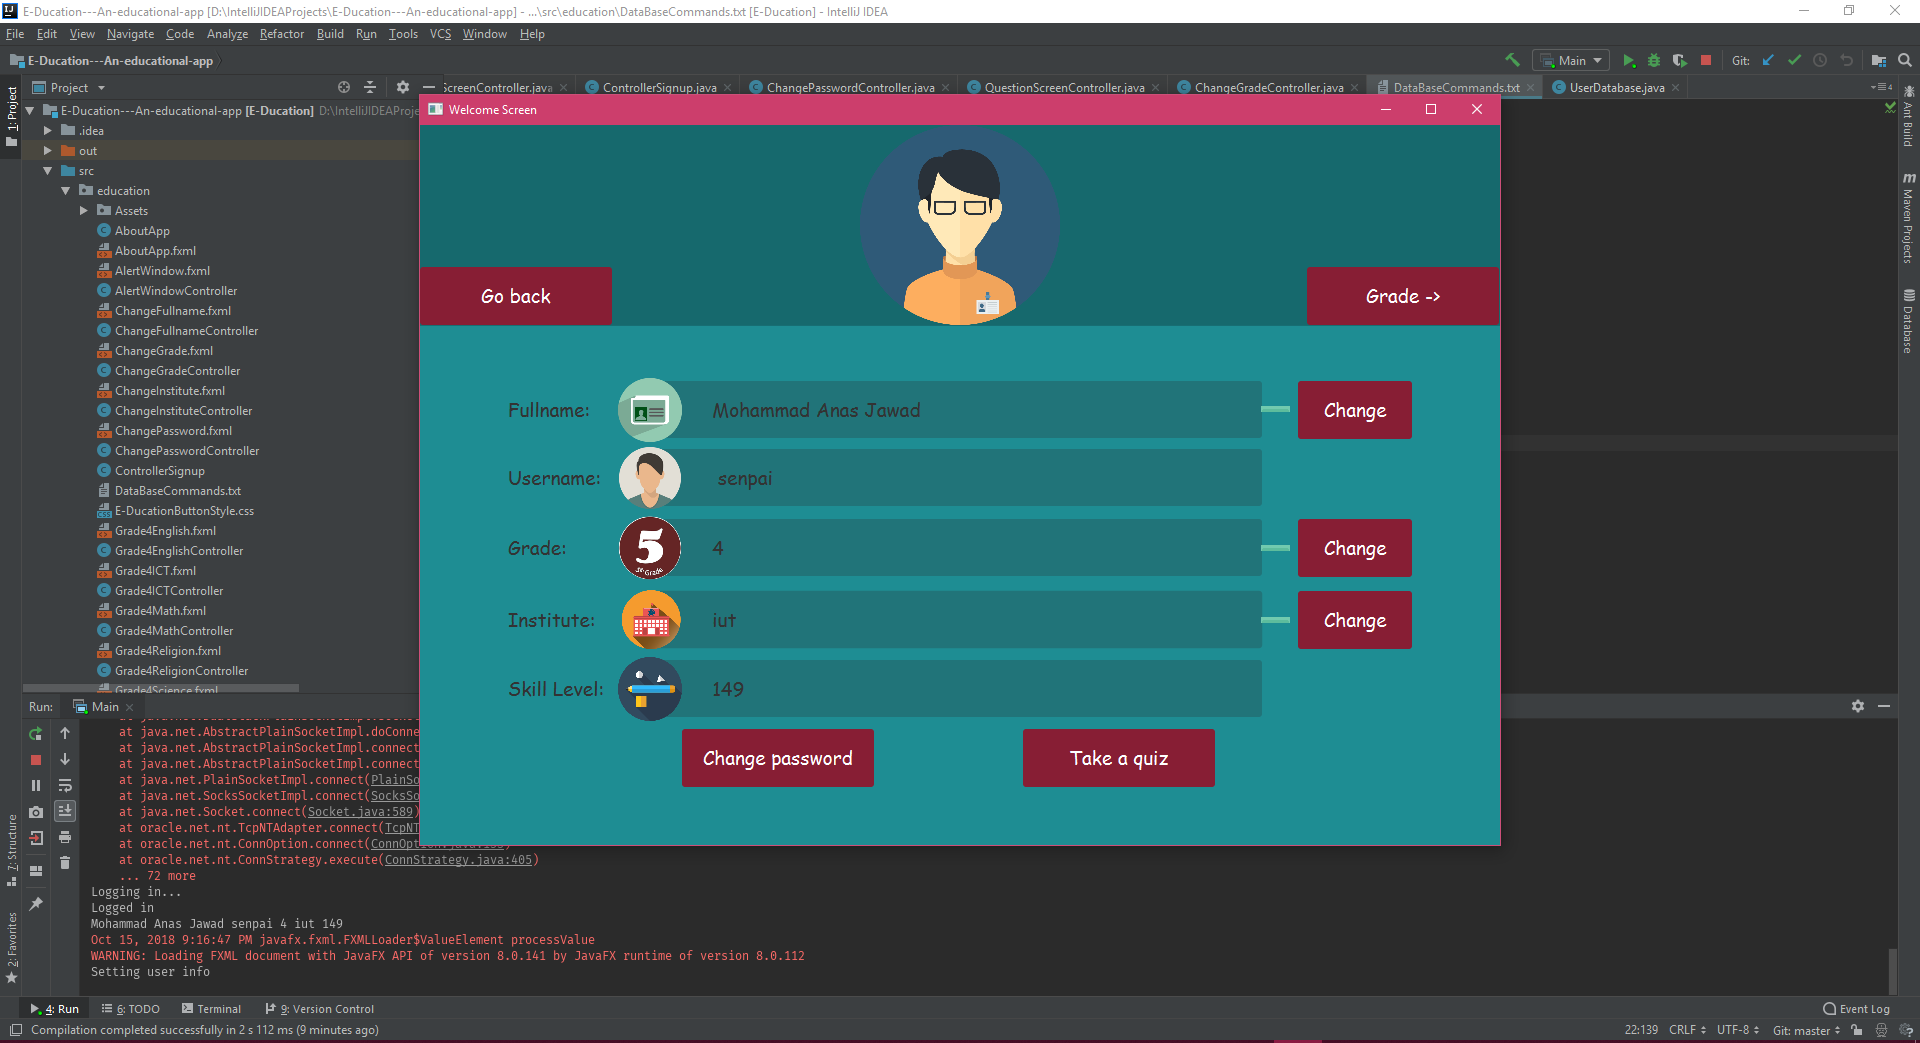 E-Ducation---An-educational-app [D:\IntelliJIDEAProjects\E-Ducation---An-educational-app] - ...\src\education\DataBaseCommands.txt [E-Ducation] - IntelliJ IDEA
File Edit View Navigate Code Analyze Refactor Build Run Tools VCS Window Help
E-Ducation---An-educational-app
Main
Git:
Project
ScreenController.java
ControllerSignup.java
ChangePasswordController.java
QuestionScreenController.java
ChangeGradeController.java
DataBaseCommands.txt
UserDatabase.java
1: Project
E-Ducation---An-educational-app [E-Ducation] D:\IntelliJIDEAProje
.idea
out
src
education
Assets
AboutApp
AboutApp.fxml
AlertWindow.fxml
AlertWindowController
ChangeFullname.fxml
ChangeFullnameController
ChangeGrade.fxml
ChangeGradeController
ChangeInstitute.fxml
ChangeInstituteController
ChangePassword.fxml
ChangePasswordController
ControllerSignup
DataBaseCommands.txt
E-DucationButtonStyle.css
Grade4English.fxml
Grade4EnglishController
Grade4ICT.fxml
Grade4ICTController
Grade4Math.fxml
Grade4MathController
Grade4Religion.fxml
Grade4ReligionController
Grade4Science.fxml
Welcome Screen
Go back
Grade ->
Fullname: Mohammad Anas Jawad Change
Username: senpai
Grade: 5 4 Change
Institute: iut Change
Skill Level: 149
Change password
Take a quiz
Ant Build
m Maven Projects
Database
Run: Main
at java.net.AbstractPlainSocketImpl.doConne
at java.net.AbstractPlainSocketImpl.connect
at java.net.AbstractPlainSocketImpl.connect
at java.net.PlainSocketImpl.connect(PlainSo
at java.net.SocksSocketImpl.connect(SocksSo
at java.net.Socket.connect(Socket.java:589)
at oracle.net.nt.TcpNTAdapter.connect(TcpNT
at oracle.net.nt.ConnOption.connect(ConnOption.java:
at oracle.net.nt.ConnStrategy.execute(ConnStrategy.java:405)
... 72 more
Logging in...
Logged in
Mohammad Anas Jawad senpai 4 iut 149
Oct 15, 2018 9:16:47 PM javafx.fxml.FXMLLoader$ValueElement processValue
WARNING: Loading FXML document with JavaFX API of version 8.0.141 by JavaFX runtime of version 8.0.112
Setting user info
7: Structure
2: Favorites
4: Run
6: TODO
Terminal
9: Version Control
Event Log
Compilation completed successfully in 2 s 112 ms (9 minutes ago)
22:139 CRLF UTF-8 Git: master